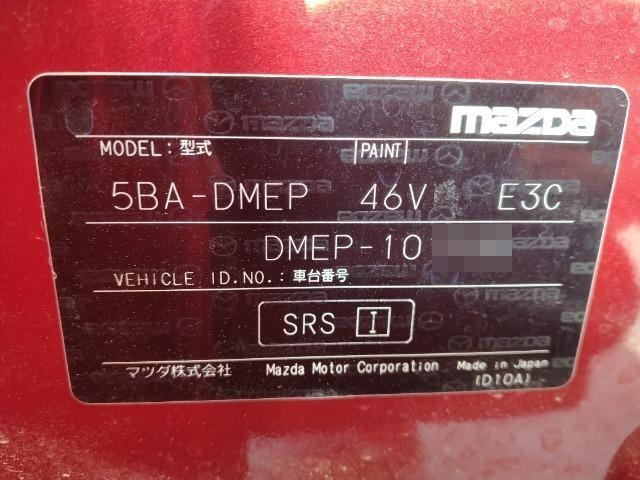 mazda
MODEL：型式 PAINT
5BA-DMEP 46V E3C
DMEP-10
VEHICLE ID.NO.：車台番号
SRS I
マツダ株式会社 Mazda Motor Corporation Made in Japan
(D10A)